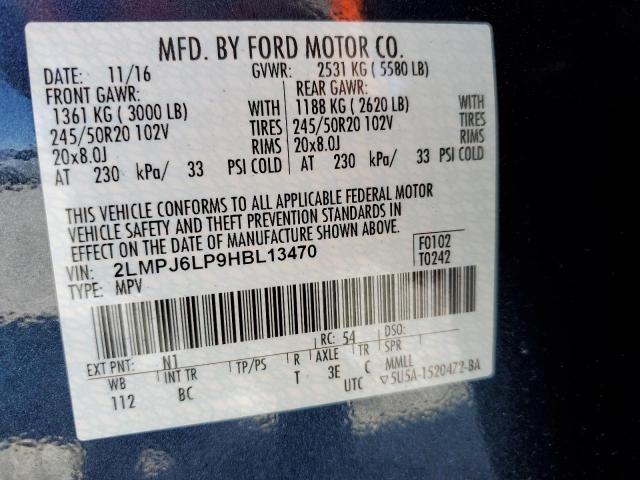 MFD. BY FORD MOTOR CO.
DATE: 11/16 GVWR: 2531 KG ( 5580 LB)
FRONT GAWR: REAR GAWR:
1361 KG ( 3000 LB) WITH 1188 KG ( 2620 LB) WITH
245/50R20 102V TIRES 245/50R20 102V TIRES
20x8.0J RIMS 20x8.0J RIMS
AT 230 kPa/ 33 PSI COLD AT 230 kPa/ 33 PSI COLD
THIS VEHICLE CONFORMS TO ALL APPLICABLE FEDERAL MOTOR
VEHICLE SAFETY AND THEFT PREVENTION STANDARDS IN
EFFECT ON THE DATE OF MANUFACTURE SHOWN ABOVE.
VIN: 2LMPJ6LP9HBL13470 F0102
TYPE: MPV T0242
EXT PNT: N1 RC: 54 DSO:
WB INT TR TP/PS R AXLE TR SPR
112 BC T 3E C MMLL
UTC ▽5U5A-1520472-BA